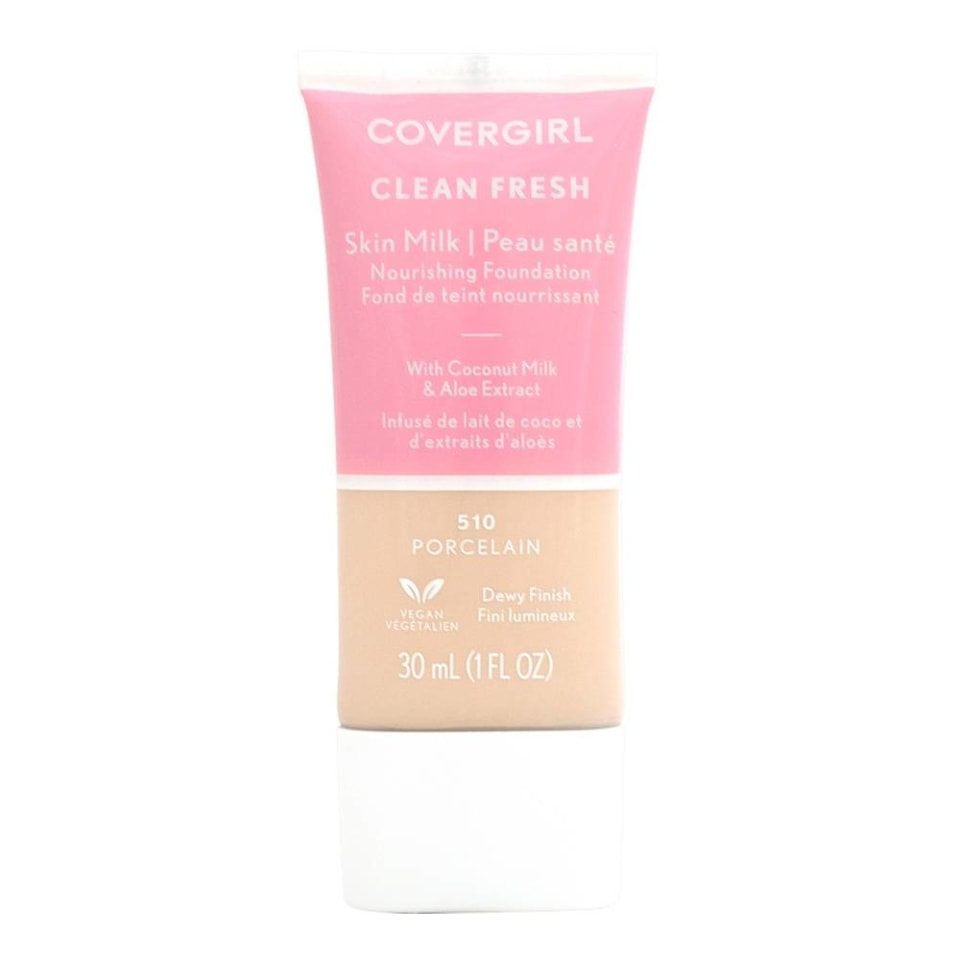 COVERGIRL
CLEAN FRESH
Skin Milk | Peau santé
Nourishing Foundation
Fond de teint nourrissant
With Coconut Milk
& Aloe Extract
Infusé de lait de coco et
d'extraits d'aloès
510
PORCELAIN
VEGAN
VÉGÉTALIEN
Dewy Finish
Fini lumineux
30 mL (1 FL OZ)